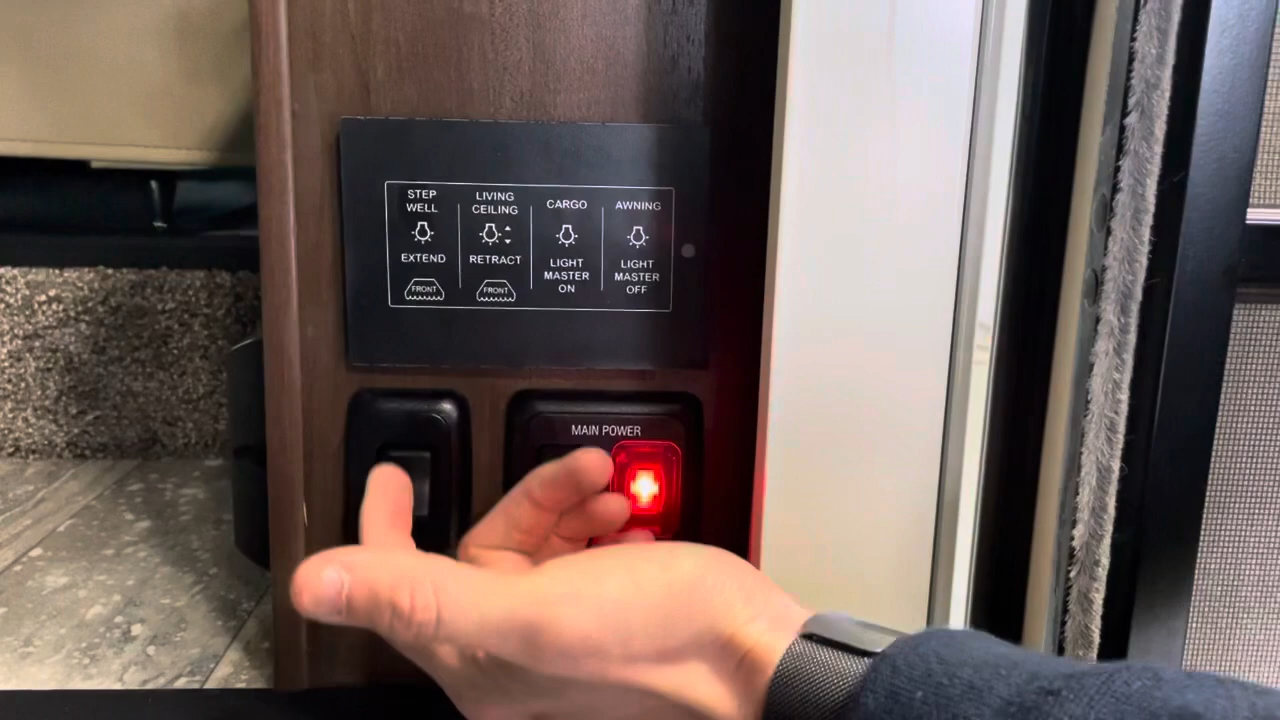 STEP
WELL
LIVING
CEILING
CARGO
AWNING
EXTEND
RETRACT
LIGHT
MASTER
ON
LIGHT
MASTER
OFF
FRONT
FRONT
MAIN POWER